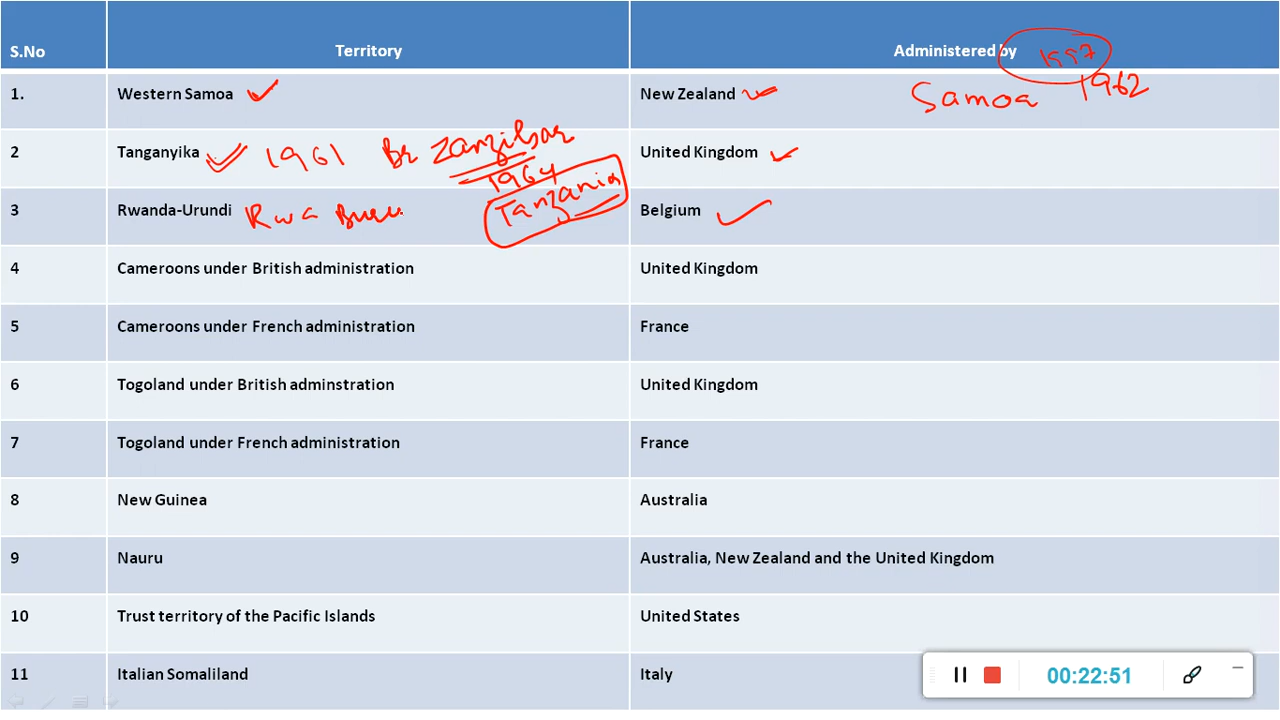 S.No Territory Administered by 1997
1. Western Samoa New Zealand Samoa 1962
2 Tanganyika 1961 Br Zanzibar United Kingdom
1964
Tanzania
3 Rwanda-Urundi Rwa Buru Belgium
4 Cameroons under British administration United Kingdom
5 Cameroons under French administration France
6 Togoland under British adminstration United Kingdom
7 Togoland under French administration France
8 New Guinea Australia
9 Nauru Australia, New Zealand and the United Kingdom
10 Trust territory of the Pacific Islands United States
11 Italian Somaliland Italy
00:22:51